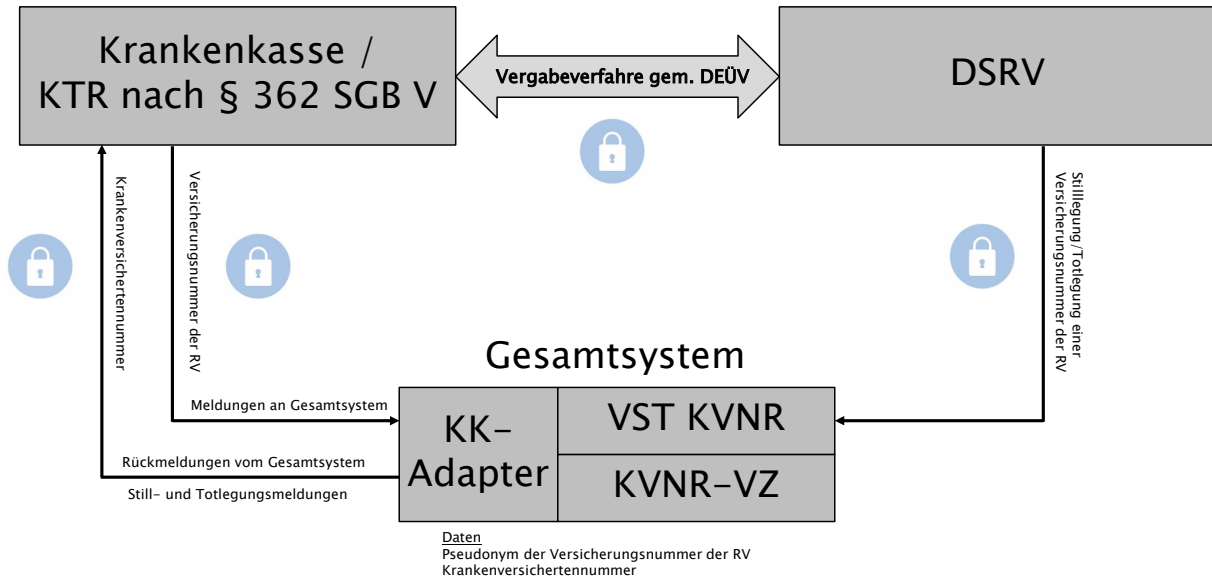 Krankenkasse /
KTR nach § 362 SGB V
Vergabeverfahre gem. DEÜV
DSRV
Krankenversichertennummer
Versicherungsnummer der RV
Stilllegung/Totlegung einer
Versicherungsnummer der RV
Gesamtsystem
Meldungen an Gesamtsystem
Rückmeldungen vom Gesamtsystem
Still- und Totlegungsmeldungen
KK-
Adapter
VST KVNR
KVNR-VZ
Daten
Pseudonym der Versicherungsnummer der RV
Krankenversichertennummer